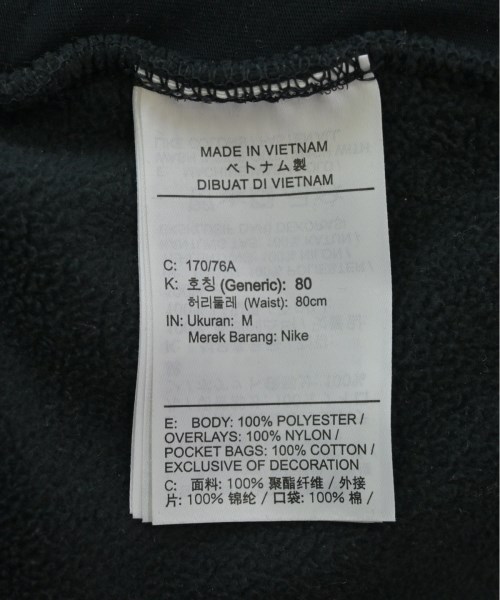 MADE IN VIETNAM
ベトナム製
DIBUAT DI VIETNAM
C: 170/76A
K: 호칭 (Generic): 80
허리둘레 (Waist): 80cm
IN: Ukuran: M
Merek Barang: Nike
E: BODY: 100% POLYESTER /
OVERLAYS: 100% NYLON /
POCKET BAGS: 100% COTTON /
EXCLUSIVE OF DECORATION
C: 面料: 100% 聚酯纤维 / 外接
片: 100% 锦纶 / 口袋: 100% 棉 /